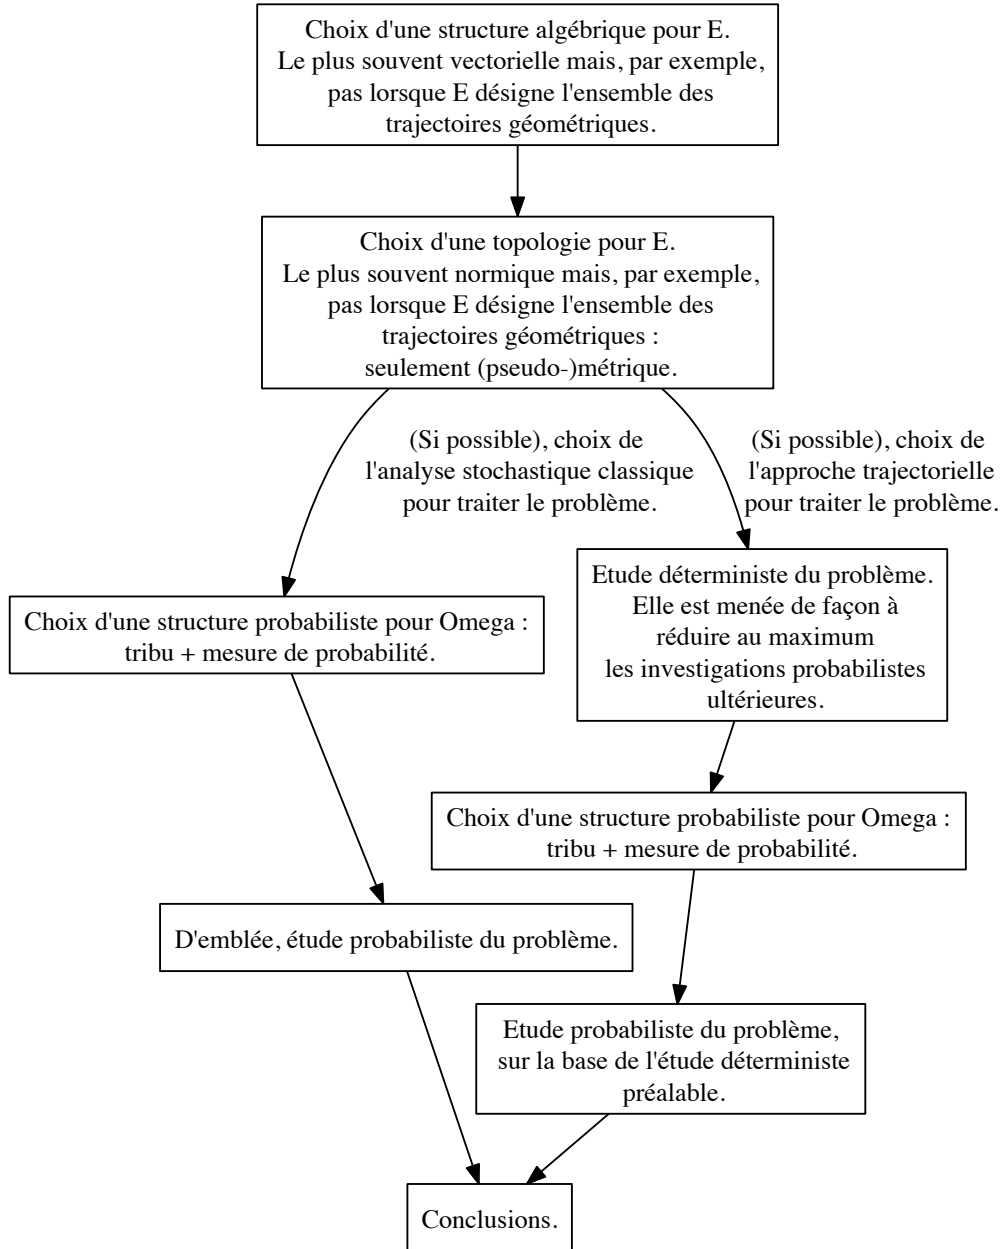 Choix d'une structure algébrique pour E.
Le plus souvent vectorielle mais, par exemple,
pas lorsque E désigne l'ensemble des
trajectoires géométriques.
Choix d'une topologie pour E.
Le plus souvent normique mais, par exemple,
pas lorsque E désigne l'ensemble des
trajectoires géométriques :
seulement (pseudo-)métrique.
(Si possible), choix de
l'analyse stochastique classique
pour traiter le problème.
(Si possible), choix de
l'approche trajectorielle
pour traiter le problème.
Etude déterministe du problème.
Elle est menée de façon à
réduire au maximum
les investigations probabilistes
ultérieures.
Choix d'une structure probabiliste pour Omega :
tribu + mesure de probabilité.
Choix d'une structure probabiliste pour Omega :
tribu + mesure de probabilité.
D'emblée, étude probabiliste du problème.
Etude probabiliste du problème,
sur la base de l'étude déterministe
préalable.
Conclusions.